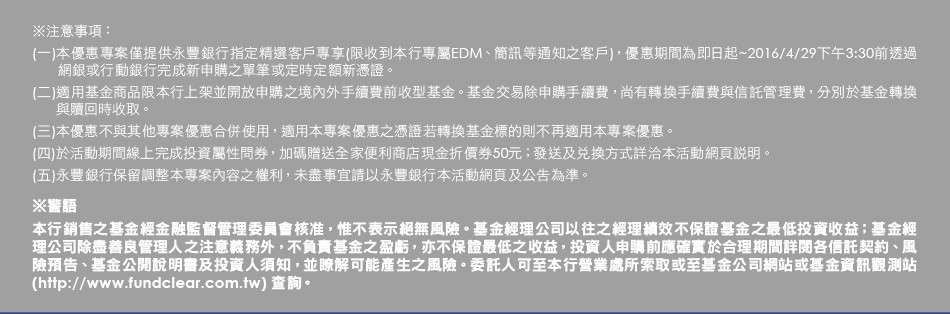 ※注意事項：
(一)本優惠專案僅提供永豐銀行指定精選客戶專享(限收到本行專屬EDM、簡訊等通知之客戶)，優惠期間為即日起~2016/4/29下午3:30前透過
網銀或行動銀行完成新申購之單筆或定時定額新憑證。
(二)適用基金商品限本行上架並開放申購之境內外手續費前收型基金。基金交易除申購手續費，尚有轉換手續費與信託管理費，分別於基金轉換
與贖回時收取。
(三)本優惠不與其他專案優惠合併使用，適用本專案優惠之憑證若轉換基金標的則不再適用本專案優惠。
(四)於活動期間線上完成投資屬性問券，加碼贈送全家便利商店現金折價券50元；發送及兌換方式詳洽本活動網頁說明。
(五)永豐銀行保留調整本專案內容之權利，未盡事宜請以永豐銀行本活動網頁及公告為準。
※警語
本行銷售之基金經金融監督管理委員會核准，惟不表示絕無風險。基金經理公司以往之經理績效不保證基金之最低投資收益；基金經
理公司除盡善良管理人之注意義務外，不負責基金之盈虧，亦不保證最低之收益，投資人申購前應確實於合理期間詳閱各信託契約、風
險預告、基金公開說明書及投資人須知，並瞭解可能產生之風險。委託人可至本行營業處所索取或至基金公司網站或基金資訊觀測站
(http://www.fundclear.com.tw) 查詢。